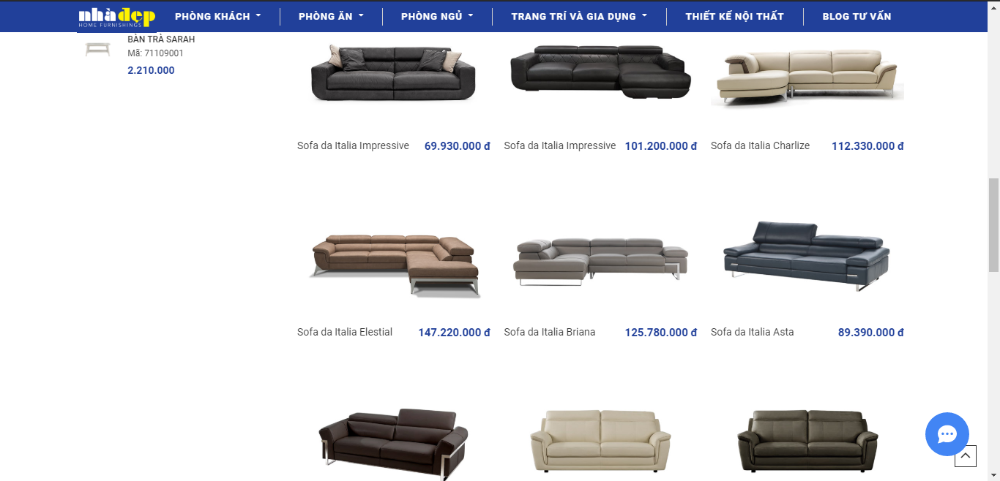 nhàđẹp
HOME FURNISHINGS
PHÒNG KHÁCH
PHÒNG ĂN
PHÒNG NGỦ
TRANG TRÍ VÀ GIA DỤNG
THIẾT KẾ NỘI THẤT
BLOG TƯ VẤN
BÀN TRÀ SARAH
Mã: 71109001
2.210.000
Sofa da Italia Impressive 69.930.000 đ
Sofa da Italia Impressive 101.200.000 đ
Sofa da Italia Charlize 112.330.000 đ
Sofa da Italia Elestial 147.220.000 đ
Sofa da Italia Briana 125.780.000 đ
Sofa da Italia Asta 89.390.000 đ